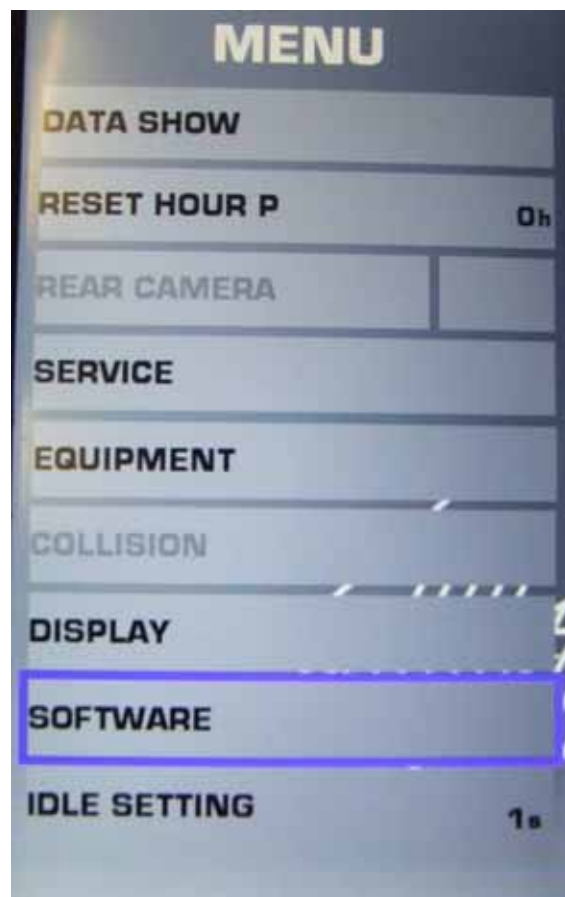 MENU
DATA SHOW
RESET HOUR P 0h
REAR CAMERA
SERVICE
EQUIPMENT
COLLISION
DISPLAY
SOFTWARE
IDLE SETTING 1s